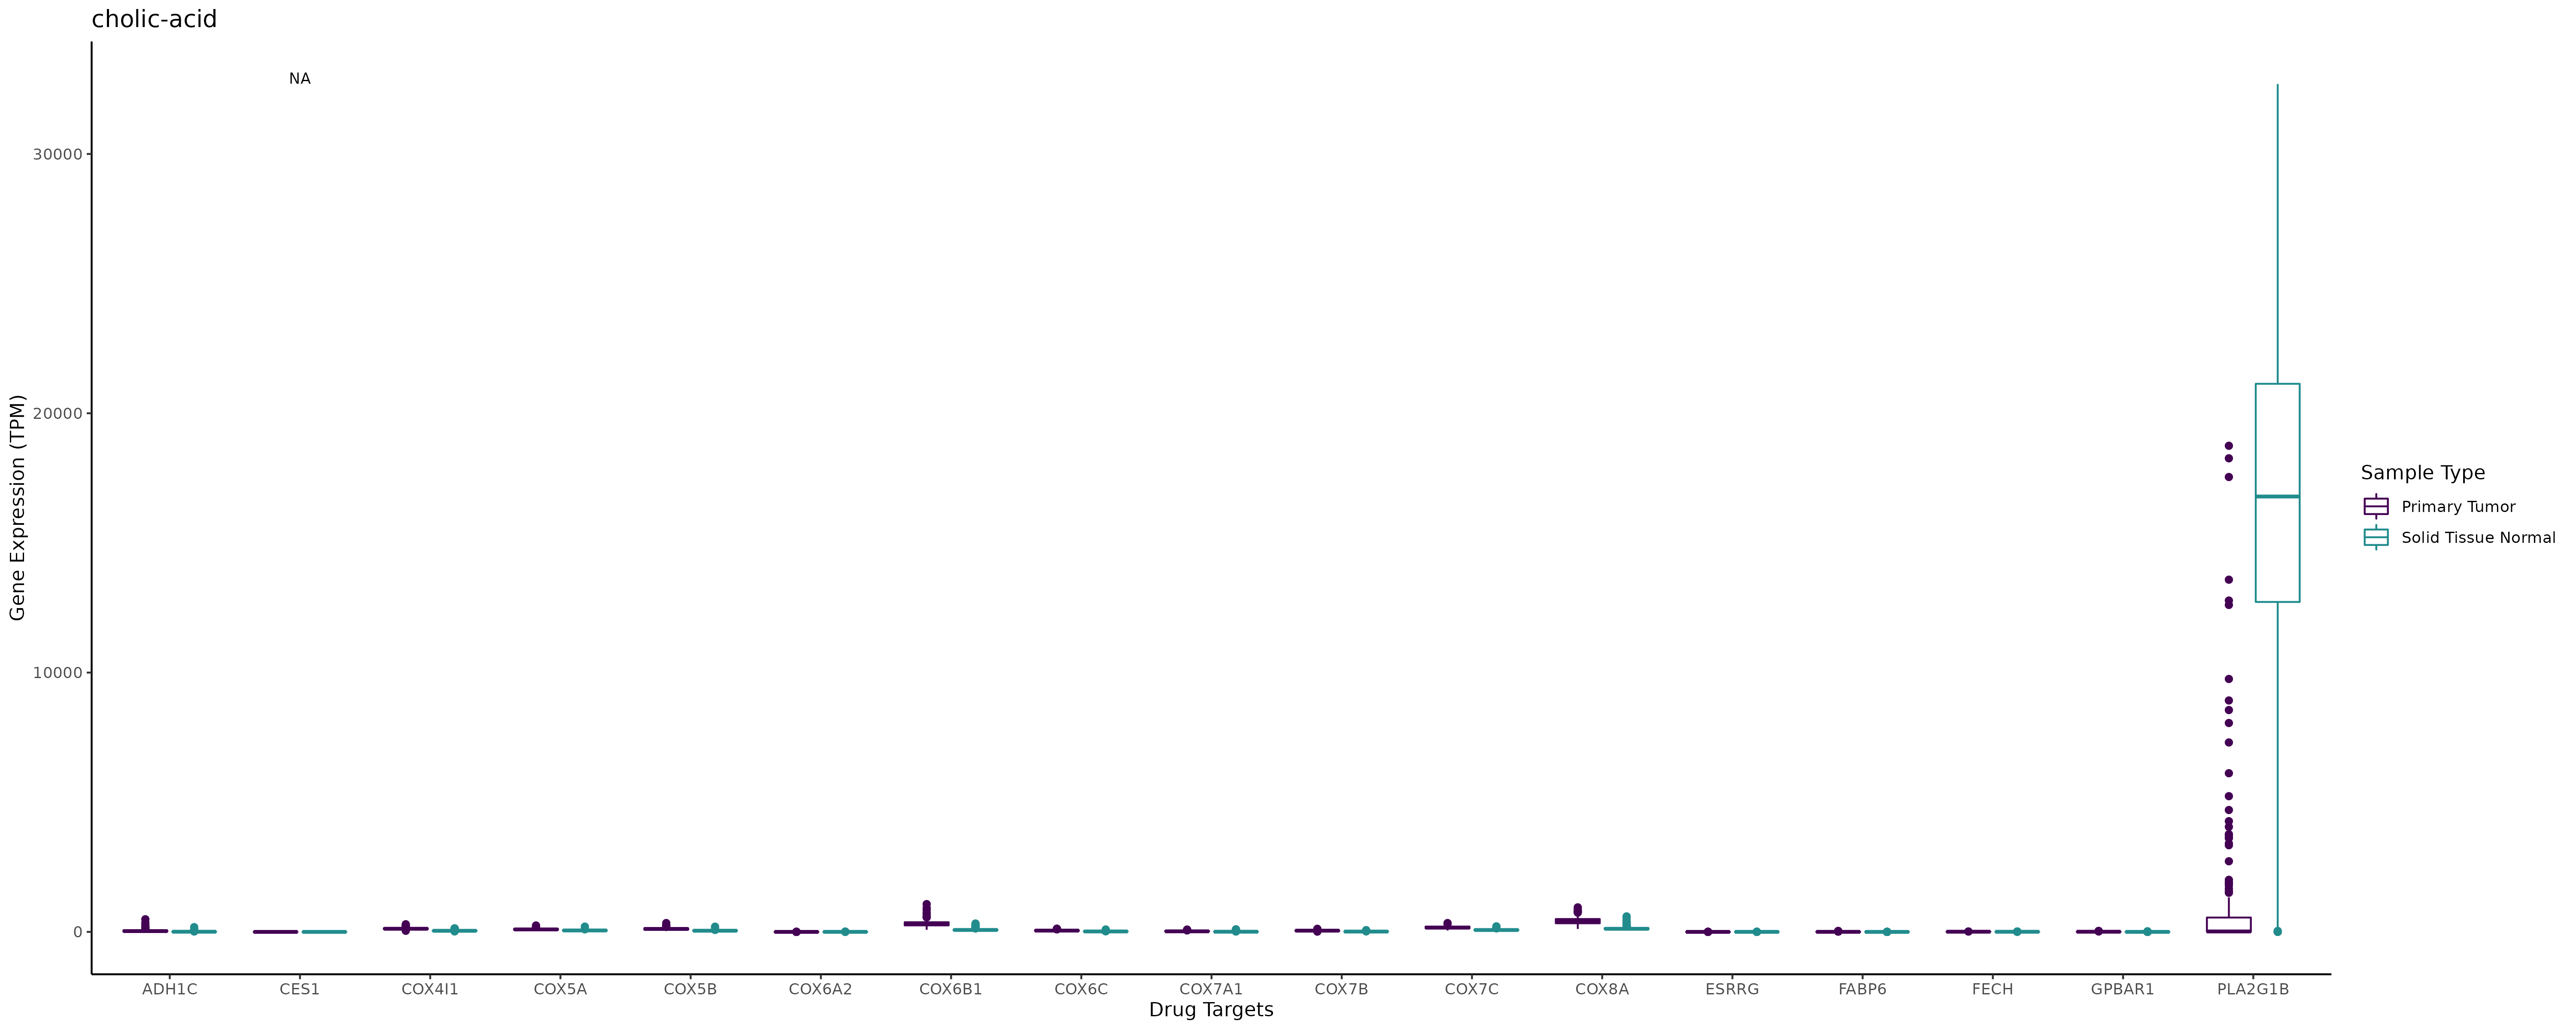 cholic-acid
NA
30000
20000
10000
0
Gene Expression (TPM)
ADH1C CES1 COX4I1 COX5A COX5B COX6A2 COX6B1 COX6C COX7A1 COX7B COX7C COX8A ESRRG FABP6 FECH GPBAR1 PLA2G1B
Drug Targets
Sample Type
Primary Tumor
Solid Tissue Normal